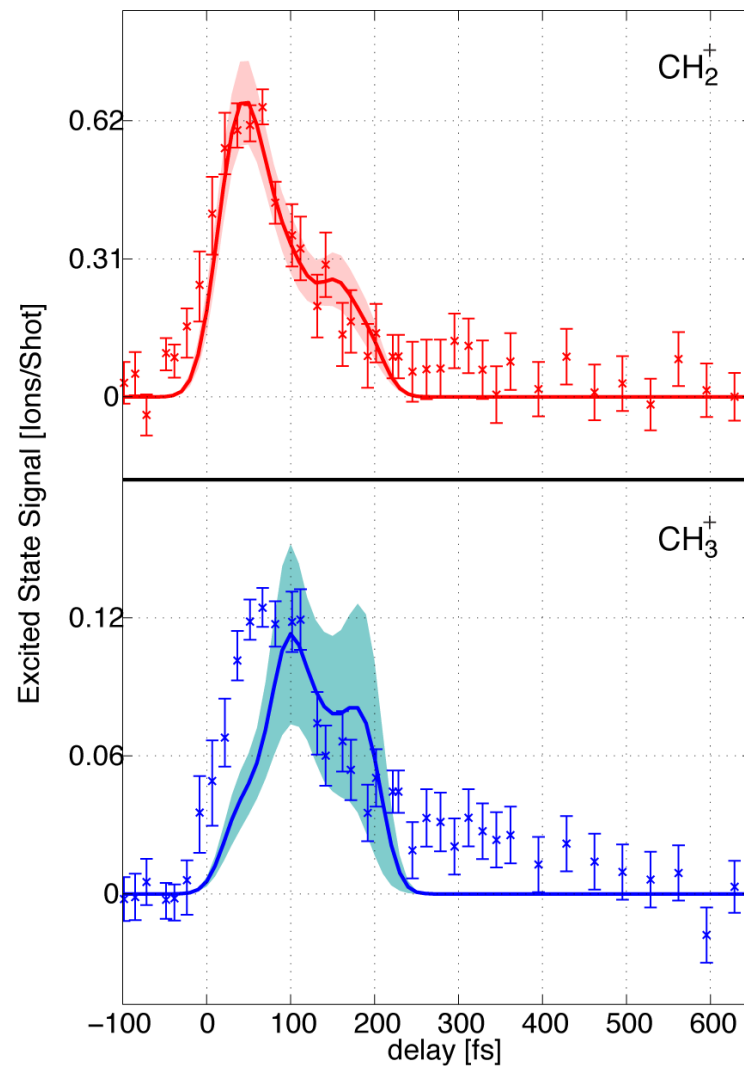 CH₂⁺
0.62
0.31
0
Excited State Signal [Ions/Shot]
CH₃⁺
0.12
0.06
0
−100 0 100 200 300 400 500 600
delay [fs]